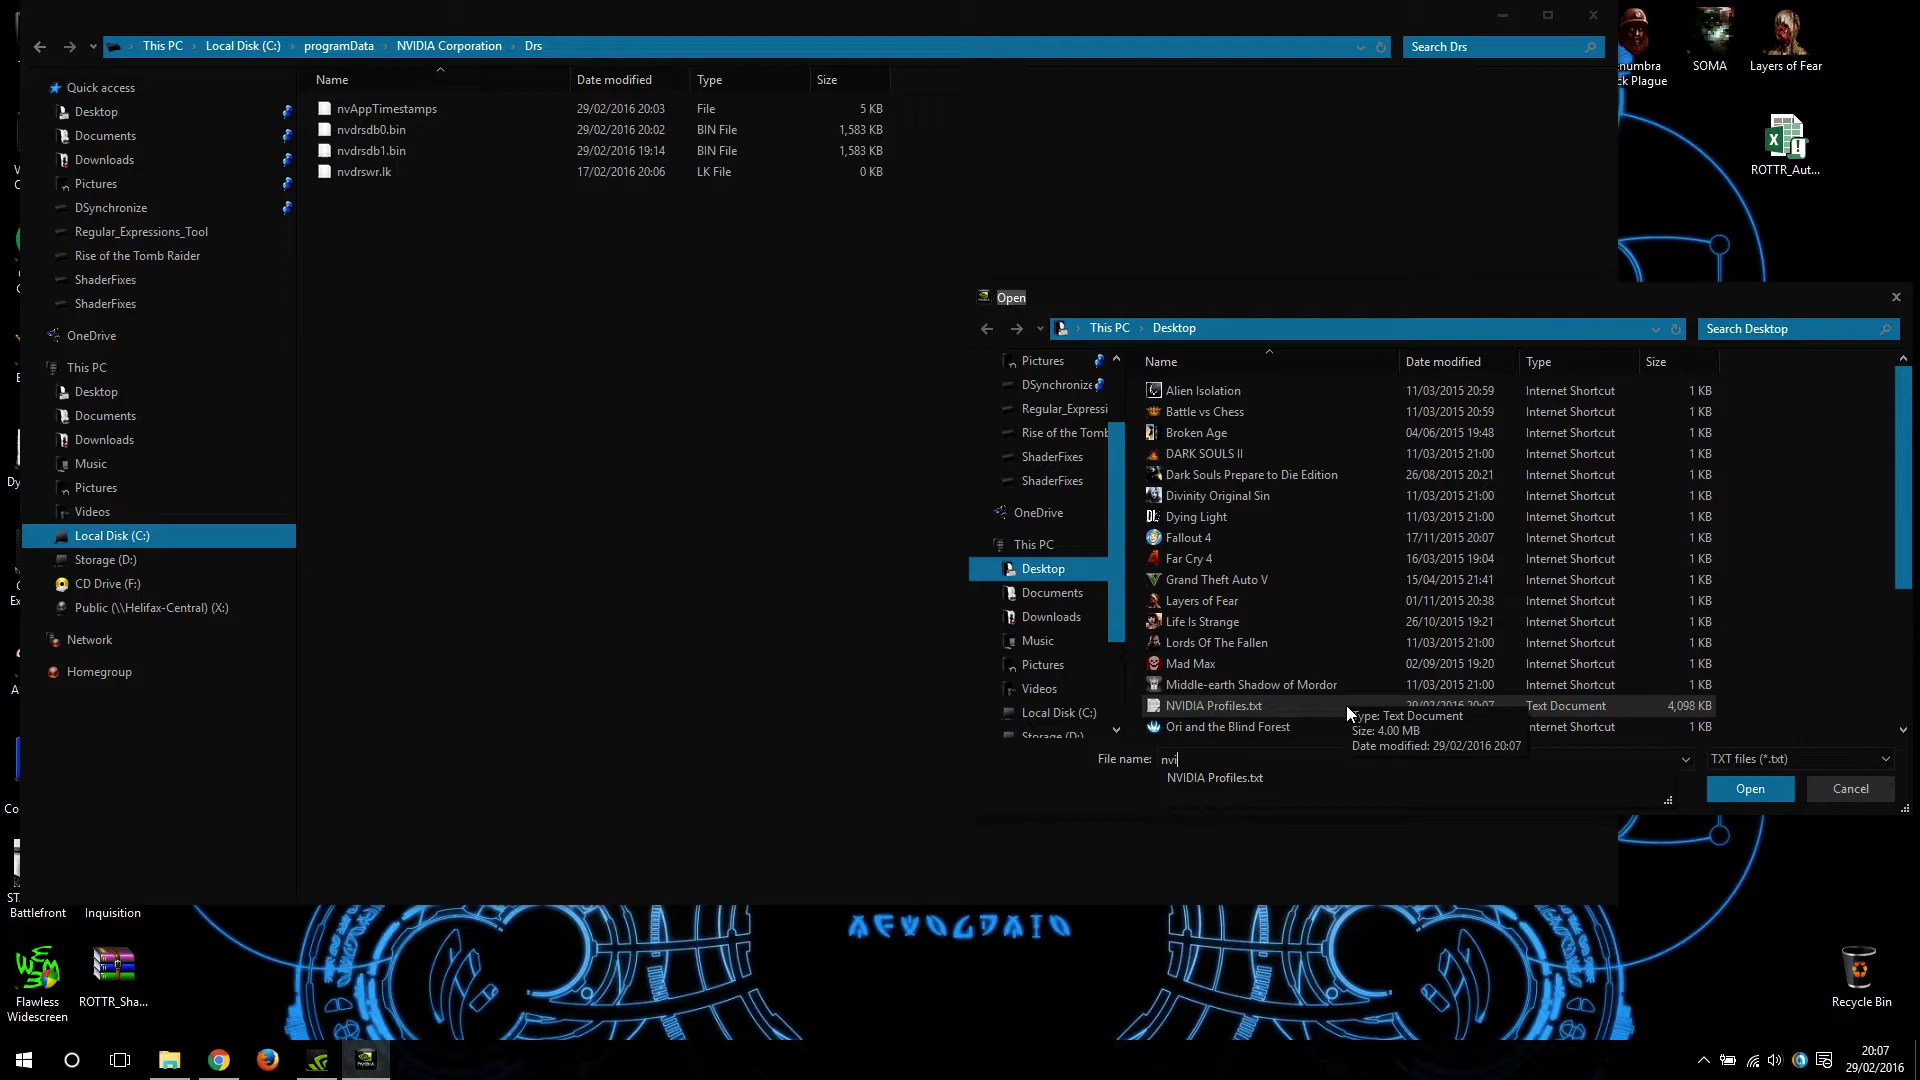 This PC Local Disk (C:) programData NVIDIA Corporation Drs
Search Drs
Name Date modified Type Size
nvAppTimestamps 29/02/2016 20:03 File 5 KB
nvdrsdb0.bin 29/02/2016 20:02 BIN File 1,583 KB
nvdrsdb1.bin 29/02/2016 19:14 BIN File 1,583 KB
nvdrswr.lk 17/02/2016 20:06 LK File 0 KB
Quick access
Desktop
Documents
Downloads
Pictures
DSynchronize
Regular_Expressions_Tool
Rise of the Tomb Raider
ShaderFixes
ShaderFixes
OneDrive
This PC
Desktop
Documents
Downloads
Music
Pictures
Videos
Local Disk (C:)
Storage (D:)
CD Drive (F:)
Public (\\Helifax-Central) (X:)
Network
Homegroup
Open
This PC Desktop
Search Desktop
Pictures
DSynchronize
Regular_Expressi
Rise of the Tomb
ShaderFixes
ShaderFixes
OneDrive
This PC
Desktop
Documents
Downloads
Music
Pictures
Videos
Local Disk (C:)
Storage (D:)
Name Date modified Type Size
Alien Isolation 11/03/2015 20:59 Internet Shortcut 1 KB
Battle vs Chess 11/03/2015 20:59 Internet Shortcut 1 KB
Broken Age 04/06/2015 19:48 Internet Shortcut 1 KB
DARK SOULS II 11/03/2015 21:00 Internet Shortcut 1 KB
Dark Souls Prepare to Die Edition 26/08/2015 20:21 Internet Shortcut 1 KB
Divinity Original Sin 11/03/2015 21:00 Internet Shortcut 1 KB
Dying Light 11/03/2015 21:00 Internet Shortcut 1 KB
Fallout 4 17/11/2015 20:07 Internet Shortcut 1 KB
Far Cry 4 16/03/2015 19:04 Internet Shortcut 1 KB
Grand Theft Auto V 15/04/2015 21:41 Internet Shortcut 1 KB
Layers of Fear 01/11/2015 20:38 Internet Shortcut 1 KB
Life Is Strange 26/10/2015 19:21 Internet Shortcut 1 KB
Lords Of The Fallen 11/03/2015 21:00 Internet Shortcut 1 KB
Mad Max 02/09/2015 19:20 Internet Shortcut 1 KB
Middle-earth Shadow of Mordor 11/03/2015 21:00 Internet Shortcut 1 KB
NVIDIA Profiles.txt 29/02/2016 20:07 Text Document 4,098 KB
Ori and the Blind Forest nternet Shortcut 1 KB
Type: Text Document
Size: 4.00 MB
Date modified: 29/02/2016 20:07
File name: nvi
TXT files (*.txt)
NVIDIA Profiles.txt
Open Cancel
numbra
ck Plague
SOMA
Layers of Fear
ROTTR_Aut...
Battlefront
Inquisition
Flawless
Widescreen
ROTTR_Sha...
Recycle Bin
20:07
29/02/2016